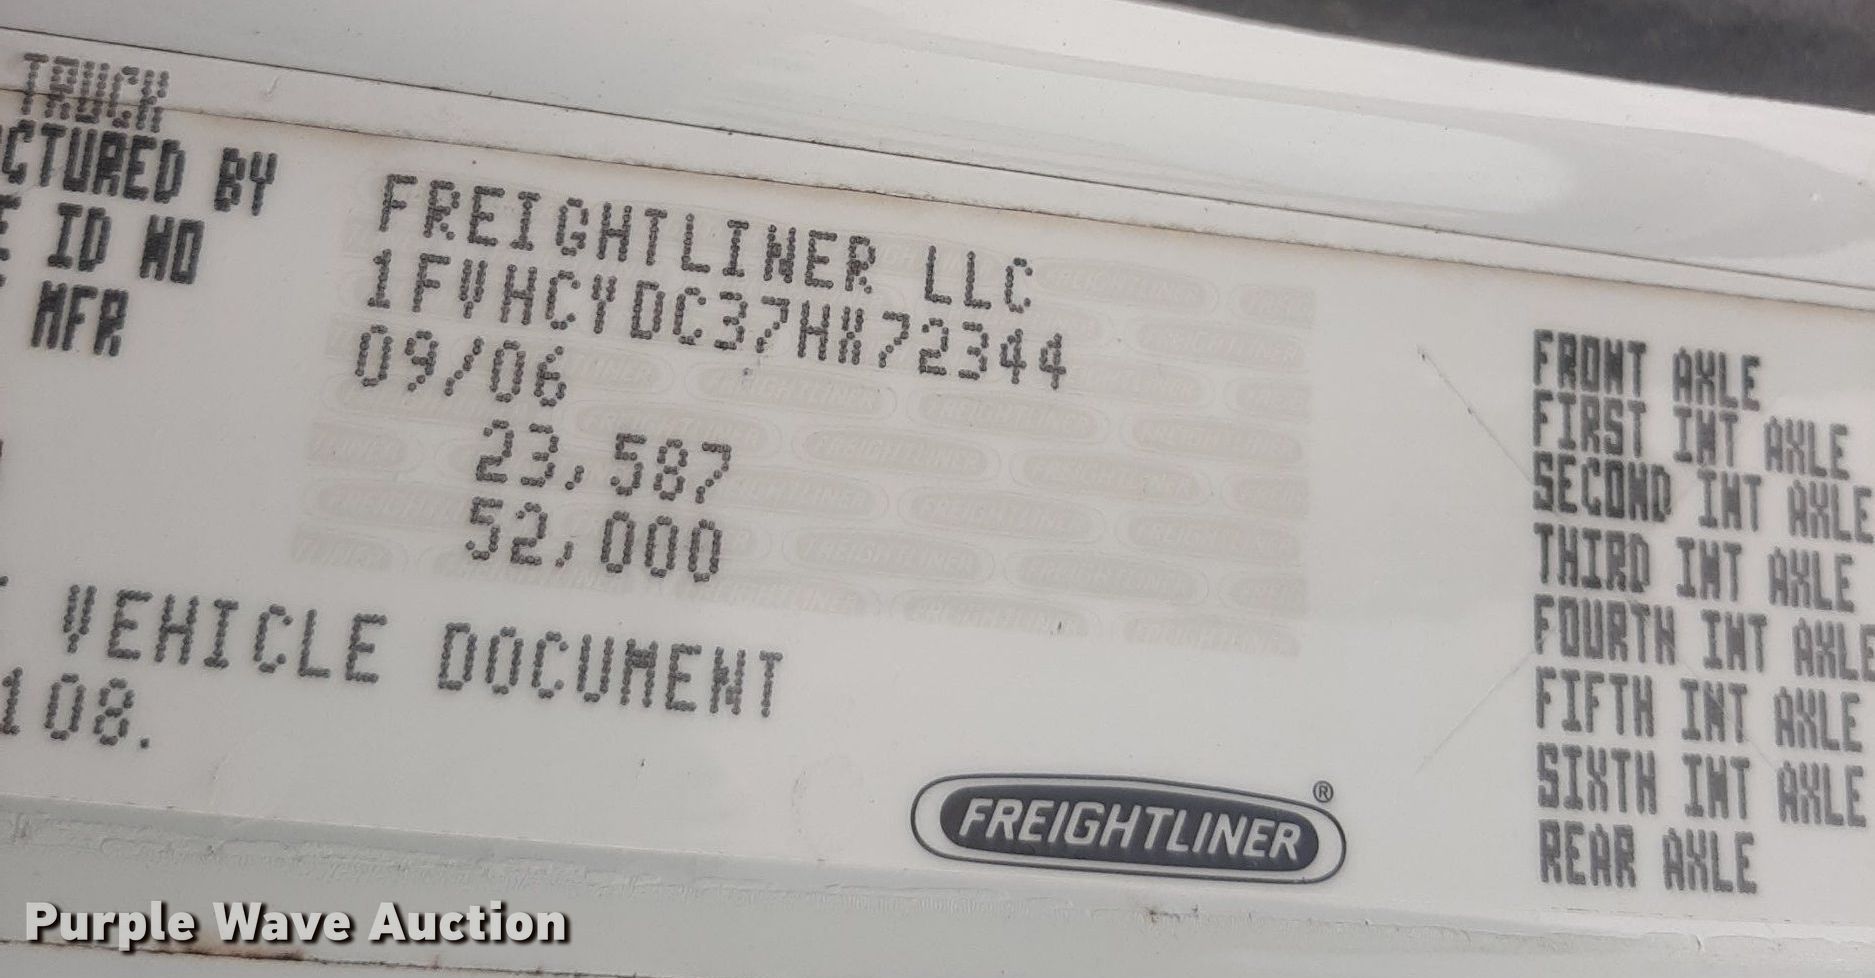 TRUCK
CTURED BY FREIGHTLINER LLC
E ID NO 1FVHCYDC37HX72344
MFR 09/06
23,587
52,000
VEHICLE DOCUMENT
108.
FREIGHTLINER®
FRONT AXLE
FIRST INT AXLE
SECOND INT AXLE
THIRD INT AXLE
FOURTH INT AXLE
FIFTH INT AXLE
SIXTH INT AXLE
REAR AXLE
Purple Wave Auction